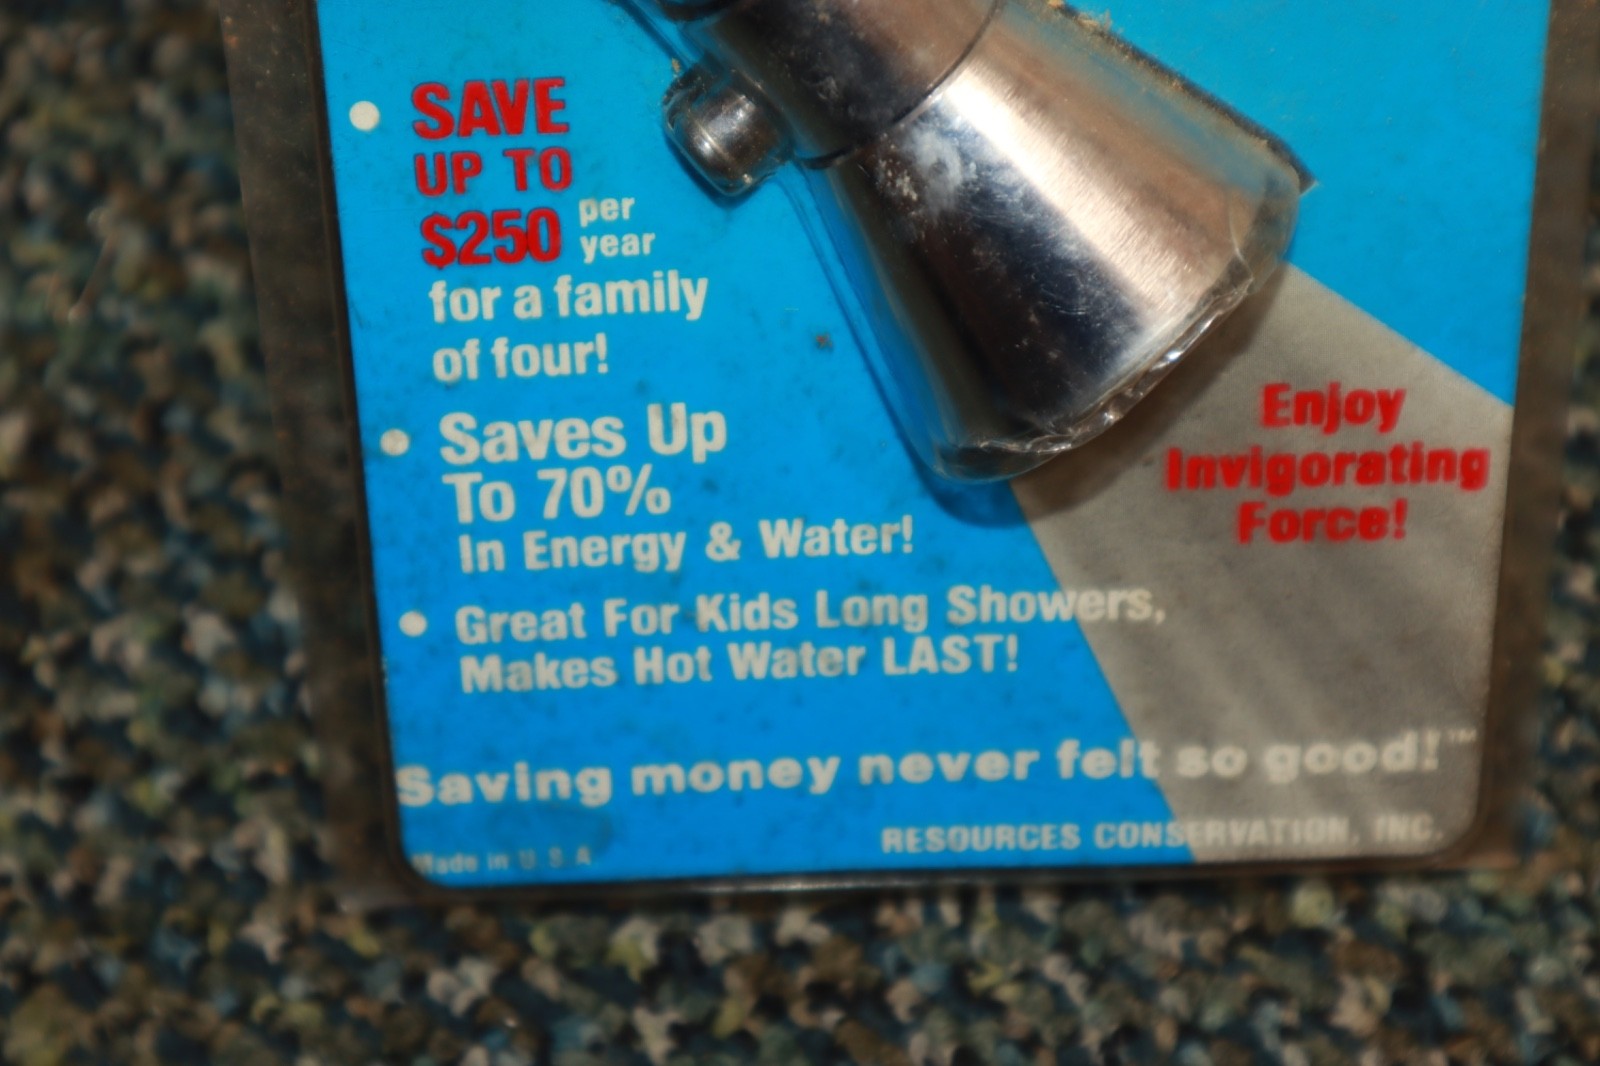 • SAVE
UP TO
$250 per year
for a family
of four!
• Saves Up
To 70%
In Energy & Water!
• Great For Kids Long Showers,
Makes Hot Water LAST!
Enjoy
Invigorating
Force!
Saving money never felt so good!™
RESOURCES CONSERVATION, INC.
Made in U S A